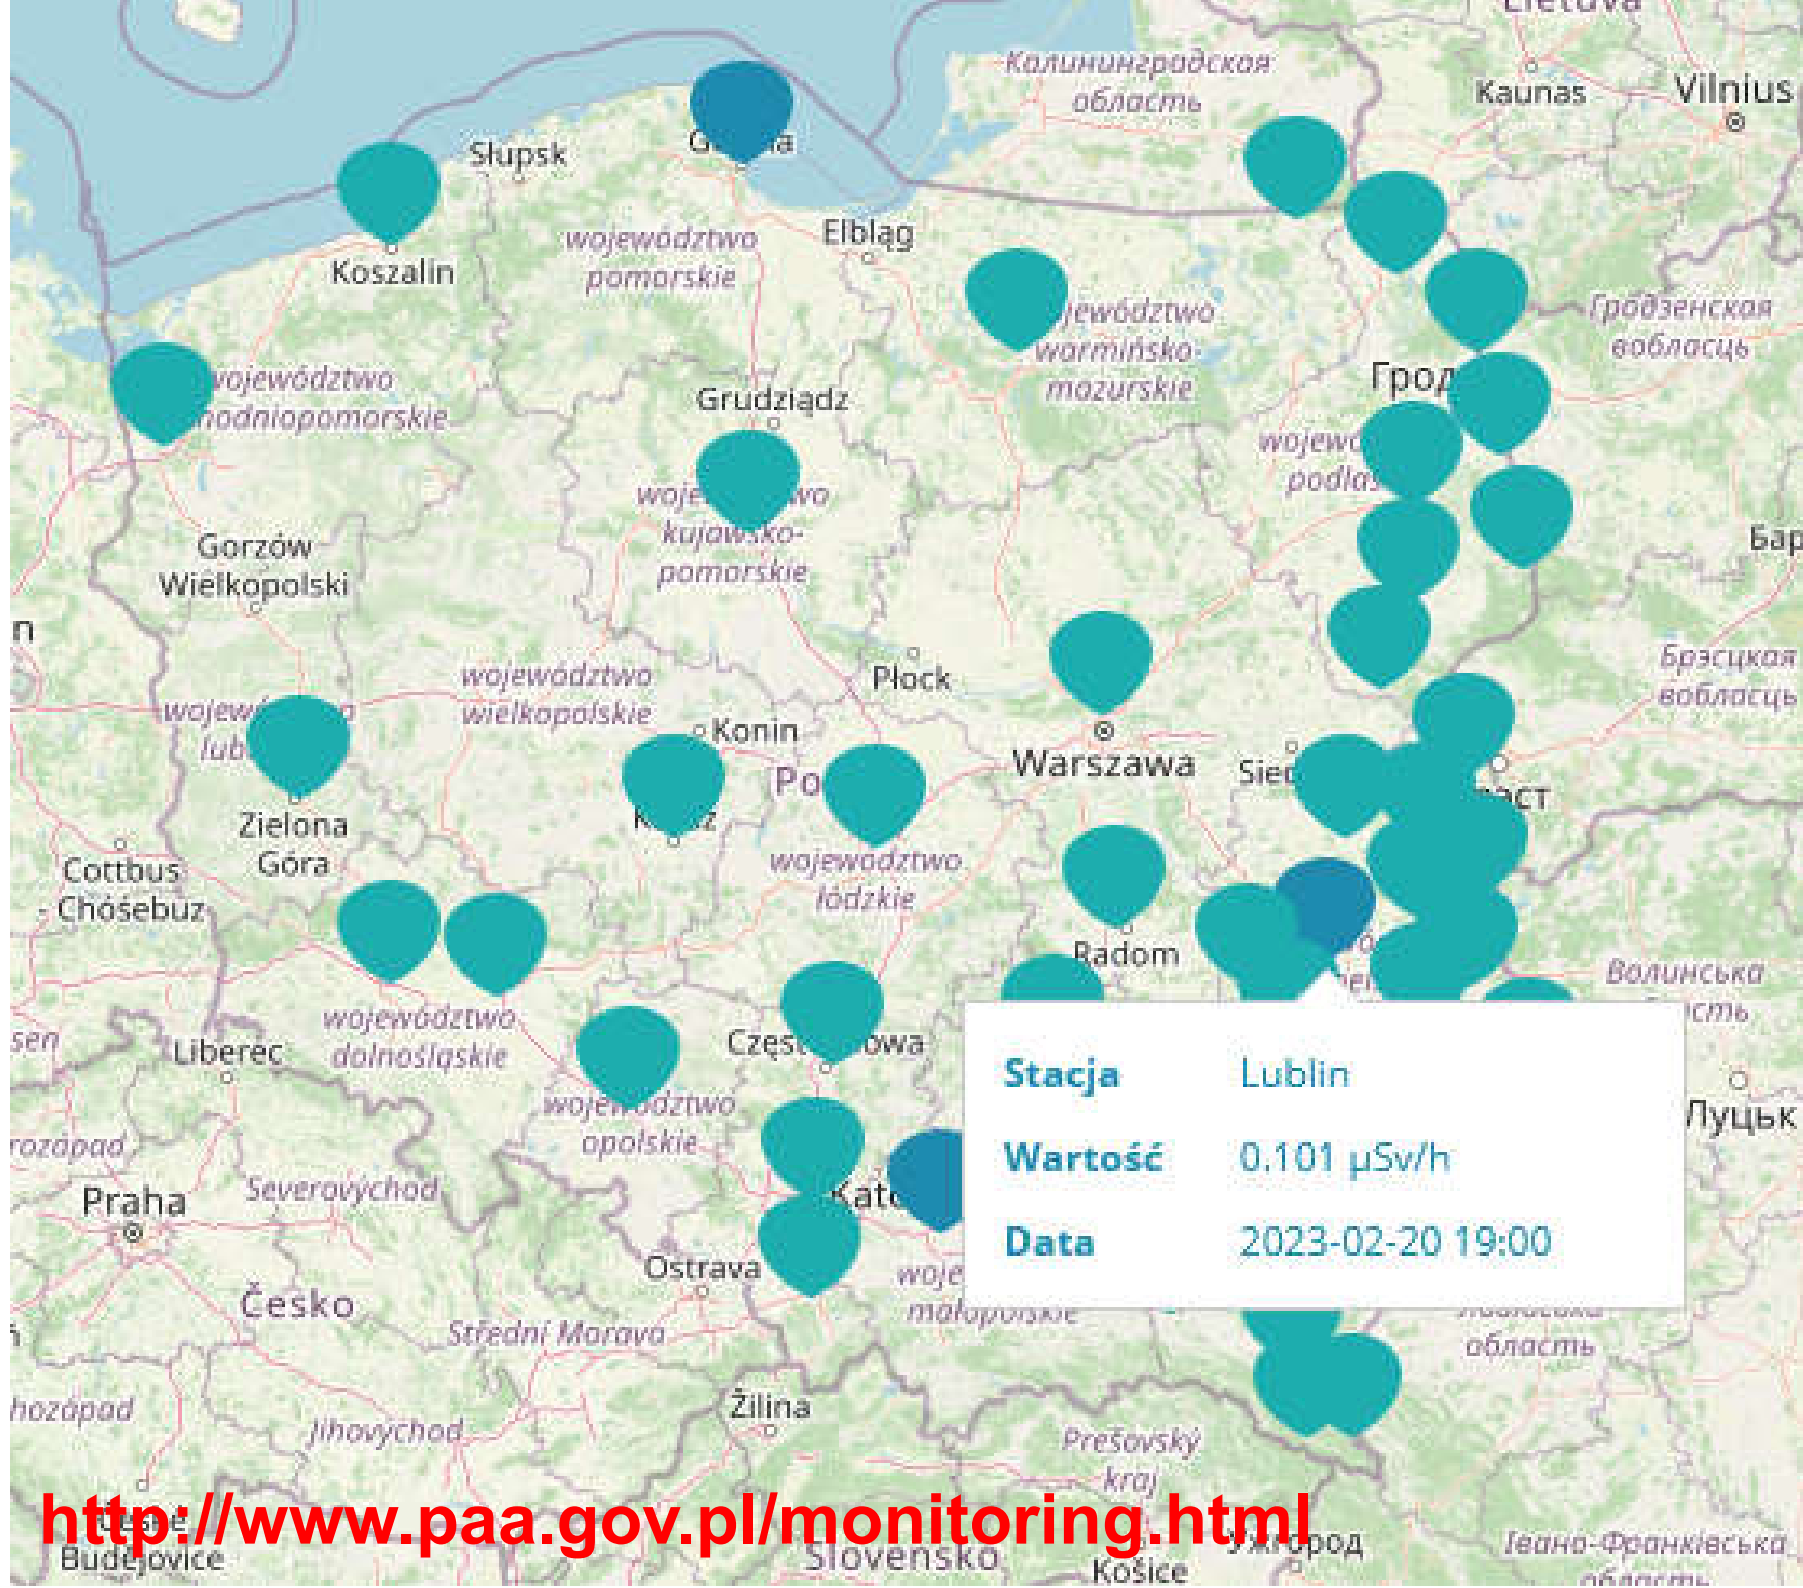 Lietuva
Калининградская
область
Kaunas
Vilnius
Słupsk
województwo
pomorskie
Elbląg
Koszalin
Гродзенская
вобласць
warmińsko-
mazurskie
województwo
Grudziądz
kujawsko-
pomorskie
Gorzów
Wielkopolski
województwo
wielkopolskie
Płock
Konin
Брэсцкая
вобласць
Warszawa
Zielona
Góra
Cottbus
- Chóśebuz
województwo
łódzkie
Radom
Волинська
województwo
dolnośląskie
Liberec
województwo
opolskie
Praha
Severovýchod
Ostrava
Česko
Střední Morava
małopolskie
Луцьк
Stacja Lublin
Wartość 0.101 µSv/h
Data 2023-02-20 19:00
область
Žilina
Jihovýchod
Prešovský
kraj
http://www.paa.gov.pl/monitoring.html
Budějovice
Slovensko
Košice
Ужгород
Івано-Франківська
область